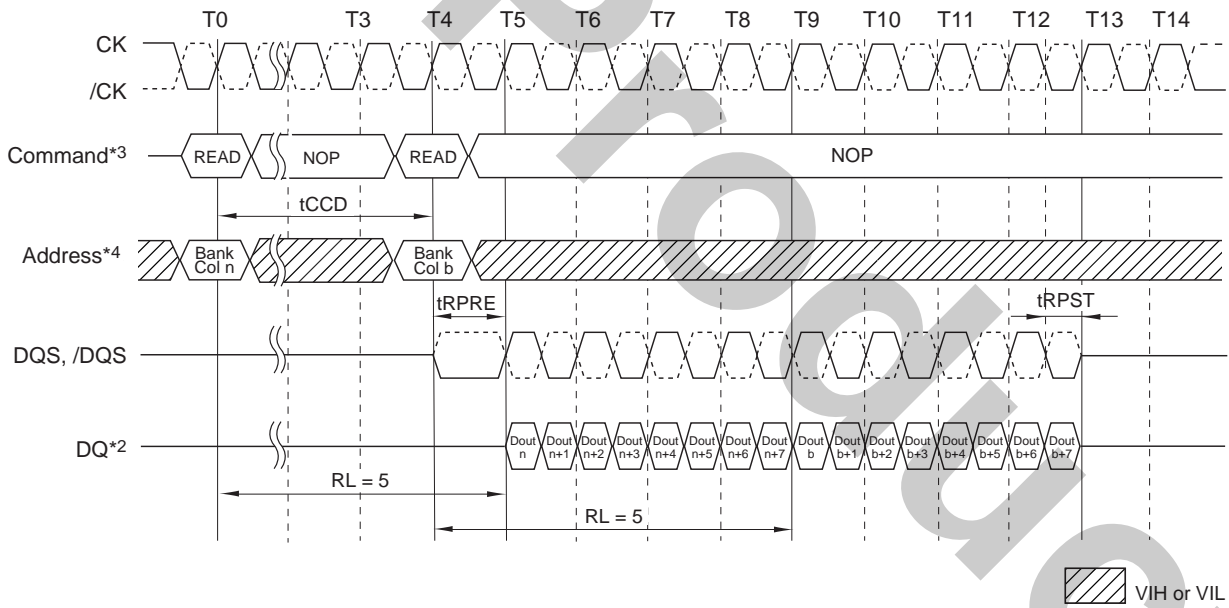 T0 T3 T4 T5 T6 T7 T8 T9 T10 T11 T12 T13 T14
CK
/CK
Command*3 READ NOP READ NOP
tCCD
Address*4 Bank Col n Bank Col b
tRPRE tRPST
DQS, /DQS
DQ*2 Dout n Dout n+1 Dout n+2 Dout n+3 Dout n+4 Dout n+5 Dout n+6 Dout n+7 Dout b Dout b+1 Dout b+2 Dout b+3 Dout b+4 Dout b+5 Dout b+6 Dout b+7
RL = 5
RL = 5
VIH or VIL
Produc